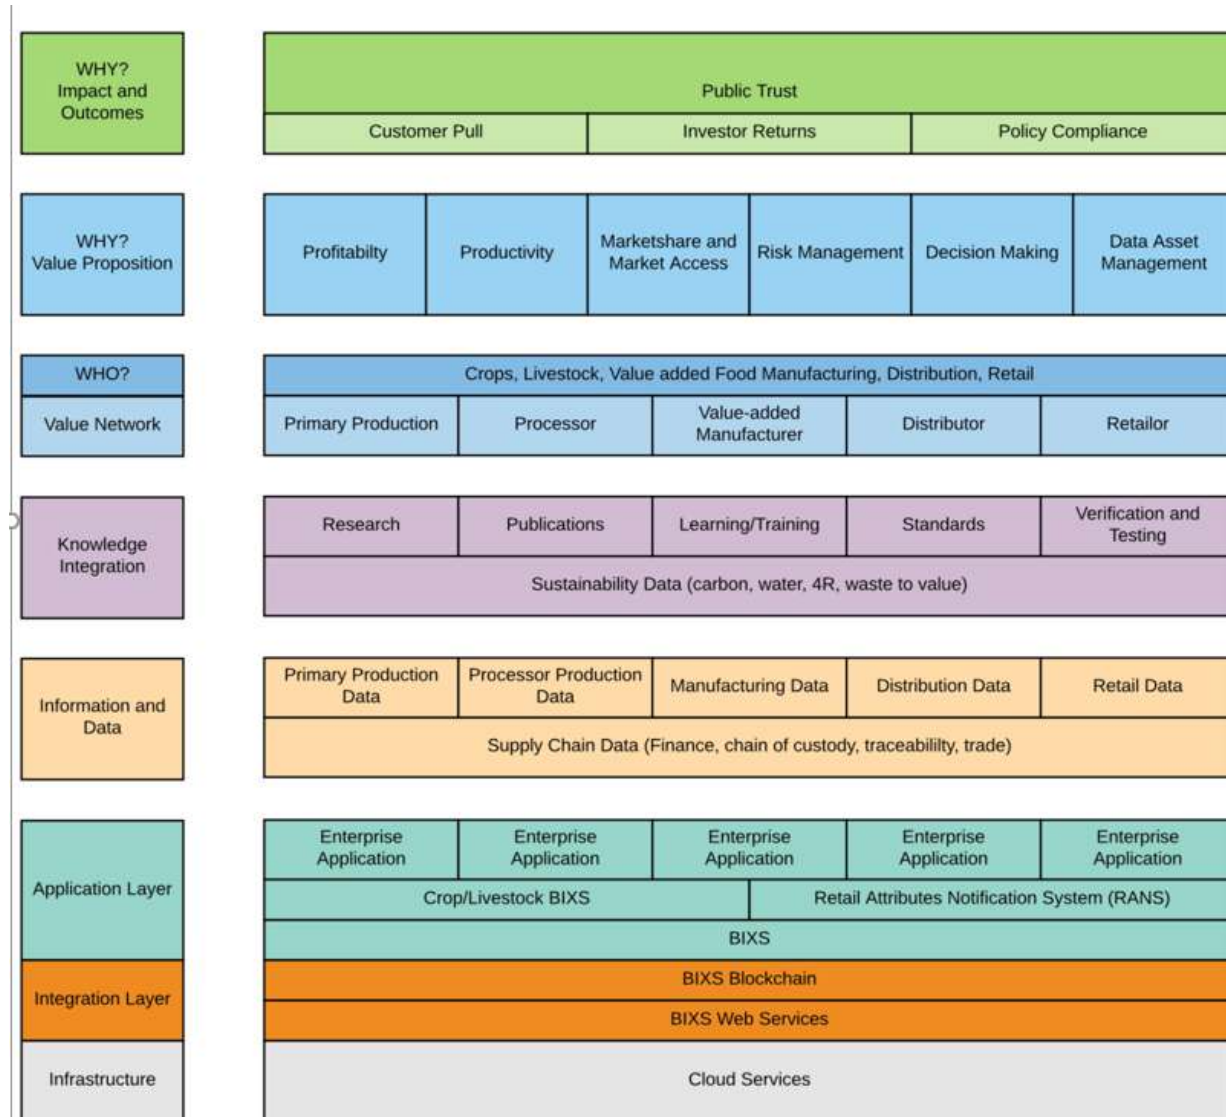 WHY?
Impact and
Outcomes
Public Trust
Customer Pull
Investor Returns
Policy Compliance
WHY?
Value Proposition
Profitabilty
Productivity
Marketshare and
Market Access
Risk Management
Decision Making
Data Asset
Management
WHO?
Crops, Livestock, Value added Food Manufacturing, Distribution, Retail
Value Network
Primary Production
Processor
Value-added
Manufacturer
Distributor
Retailor
Knowledge
Integration
Research
Publications
Learning/Training
Standards
Verification and
Testing
Sustainability Data (carbon, water, 4R, waste to value)
Information and
Data
Primary Production
Data
Processor Production
Data
Manufacturing Data
Distribution Data
Retail Data
Supply Chain Data (Finance, chain of custody, traceabililty, trade)
Application Layer
Enterprise
Application
Enterprise
Application
Enterprise
Application
Enterprise
Application
Enterprise
Application
Crop/Livestock BIXS
Retail Attributes Notification System (RANS)
BIXS
Integration Layer
BIXS Blockchain
BIXS Web Services
Infrastructure
Cloud Services